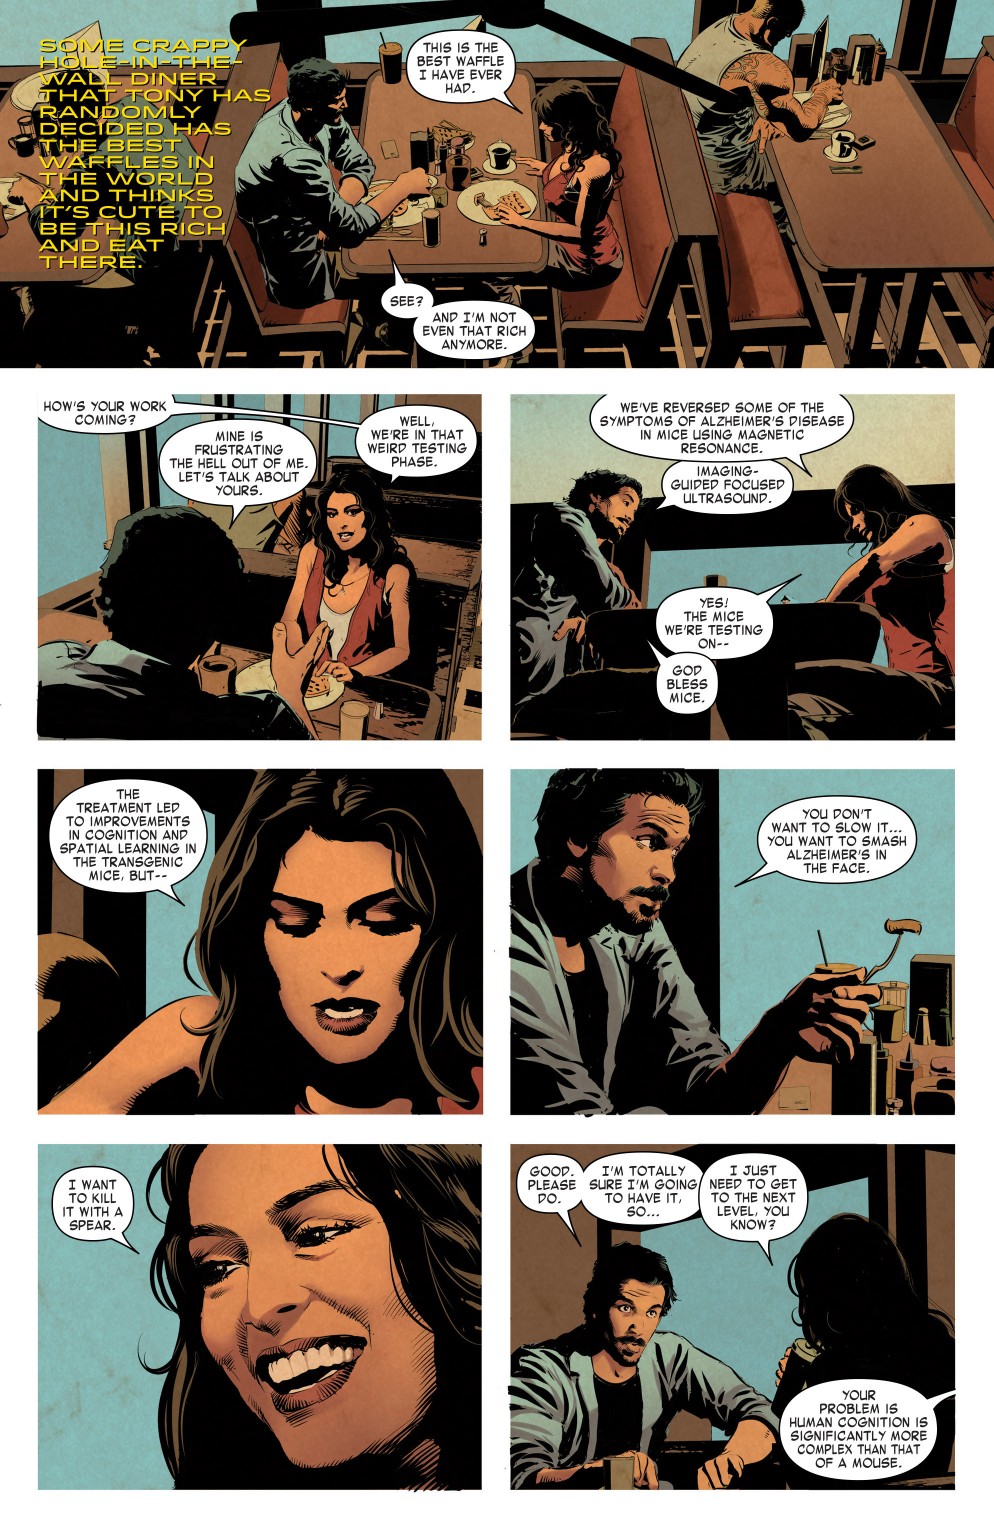 SOME CRAPPY
HOLE-IN-THE-
WALL DINER
THAT TONY HAS
RANDOMLY
DECIDED HAS
THE BEST
WAFFLES IN
THE WORLD
AND THINKS
IT'S CUTE TO
BE THIS RICH
AND EAT
THERE.
THIS IS THE
BEST WAFFLE
I HAVE EVER
HAD.
SEE?
AND I'M NOT
EVEN THAT RICH
ANYMORE.
HOW'S YOUR WORK
COMING?
MINE IS
FRUSTRATING
THE HELL OUT OF ME.
LET'S TALK ABOUT
YOURS.
WELL,
WE'RE IN THAT
WEIRD TESTING
PHASE.
WE'VE REVERSED SOME OF THE
SYMPTOMS OF ALZHEIMER'S DISEASE
IN MICE USING MAGNETIC
RESONANCE.
IMAGING-
GUIDED FOCUSED
ULTRASOUND.
YES!
THE MICE
WE'RE TESTING
ON--
GOD
BLESS
MICE.
THE
TREATMENT LED
TO IMPROVEMENTS
IN COGNITION AND
SPATIAL LEARNING IN
THE TRANSGENIC
MICE, BUT--
YOU DON'T
WANT TO SLOW IT...
YOU WANT TO SMASH
ALZHEIMER'S IN
THE FACE.
I WANT
TO KILL
IT WITH A
SPEAR.
GOOD.
PLEASE
DO.
I'M TOTALLY
SURE I'M GOING
TO HAVE IT,
SO...
I JUST
NEED TO GET
TO THE NEXT
LEVEL, YOU
KNOW?
YOUR
PROBLEM IS
HUMAN COGNITION IS
SIGNIFICANTLY MORE
COMPLEX THAN THAT
OF A MOUSE.